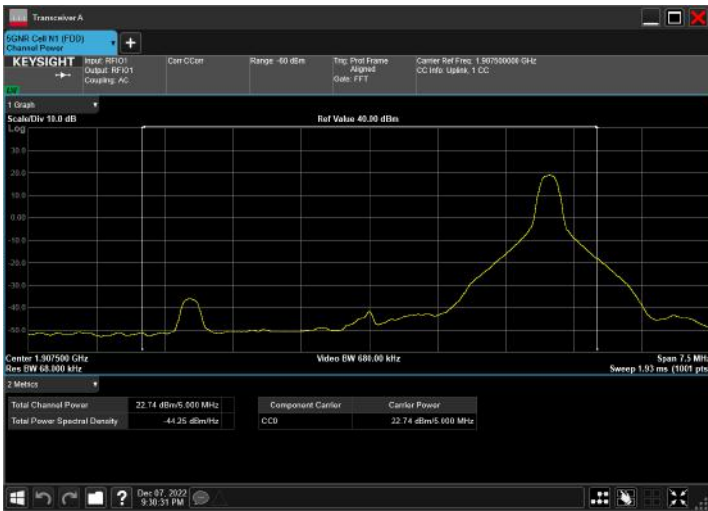 Transceiver A
5GNR Cell N1 (FDD)
Channel Power
KEYSIGHT Input: RFIO1 Corr CCorr Range -60 dBm Trig: Prot Frame Carrier Ref Freq: 1.907500000 GHz
Output: RFIO1 Aligned CC Info: Uplink, 1 CC
Coupling: AC Gate: FFT
1 Graph
Scale/Div 10.0 dB Ref Value 40.00 dBm
Log
30.0
20.0
10.0
0.00
-10.0
-20.0
-30.0
-40.0
-50.0
Center 1.907500 GHz Video BW 680.00 kHz Span 7.5 MHz
Res BW 68.000 kHz Sweep 1.93 ms (1001 pts
2 Metrics
Total Channel Power 22.74 dBm/5.000 MHz Component Carrier Carrier Power
Total Power Spectral Density -44.25 dBm/Hz CC0 22.74 dBm/5.000 MHz
Dec 07, 2022
9:30:31 PM